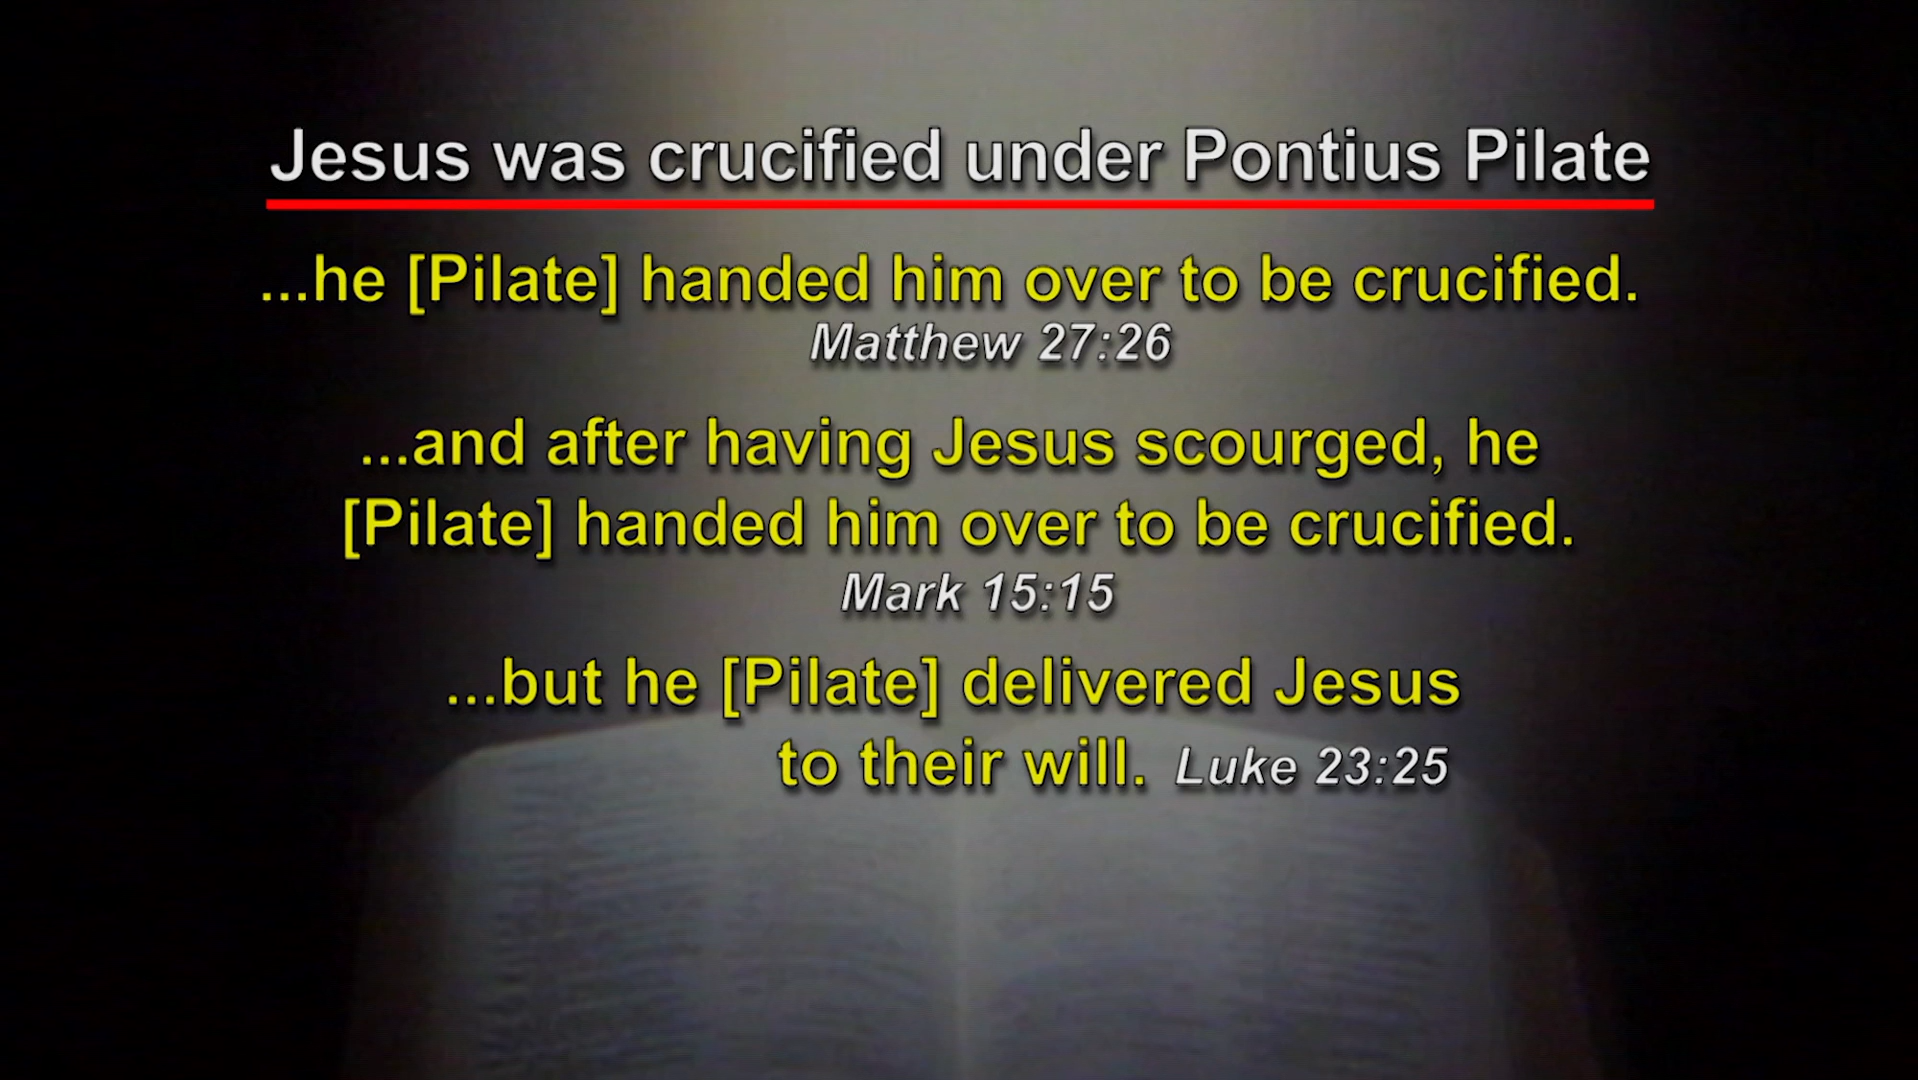 Jesus was crucified under Pontius Pilate
...he [Pilate] handed him over to be crucified.
Matthew 27:26
...and after having Jesus scourged, he
[Pilate] handed him over to be crucified.
Mark 15:15
...but he [Pilate] delivered Jesus
to their will. Luke 23:25